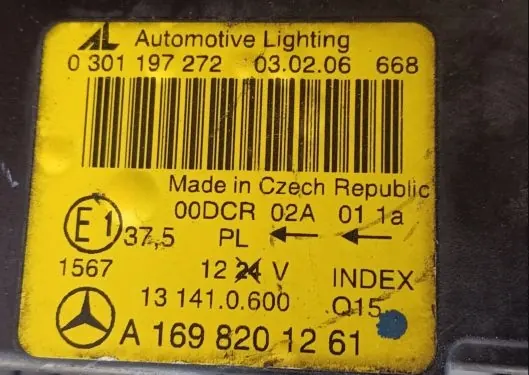 AL Automotive Lighting
0 301 197 272 03.02.06 668
Made in Czech Republic
00DCR 02A 01 1a
E1 37,5 PL ← ←
1567 12 24 V INDEX
13 141.0.600 Q15
A 169 820 12 61